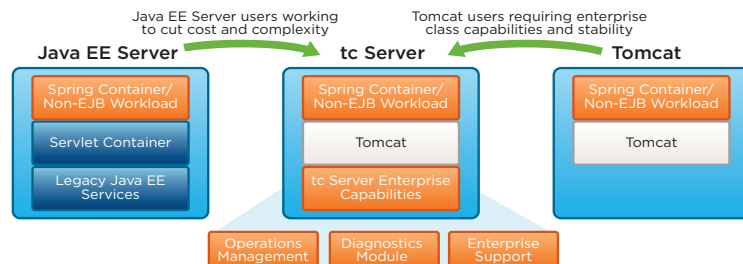 Java EE Server users working
to cut cost and complexity
Tomcat users requiring enterprise
class capabilities and stability
Java EE Server
tc Server
Tomcat
Spring Container/
Non-EJB Workload
Servlet Container
Legacy Java EE
Services
Spring Container/
Non-EJB Workload
Tomcat
tc Server Enterprise
Capabilities
Spring Container/
Non-EJB Workload
Tomcat
Operations
Management
Diagnostics
Module
Enterprise
Support